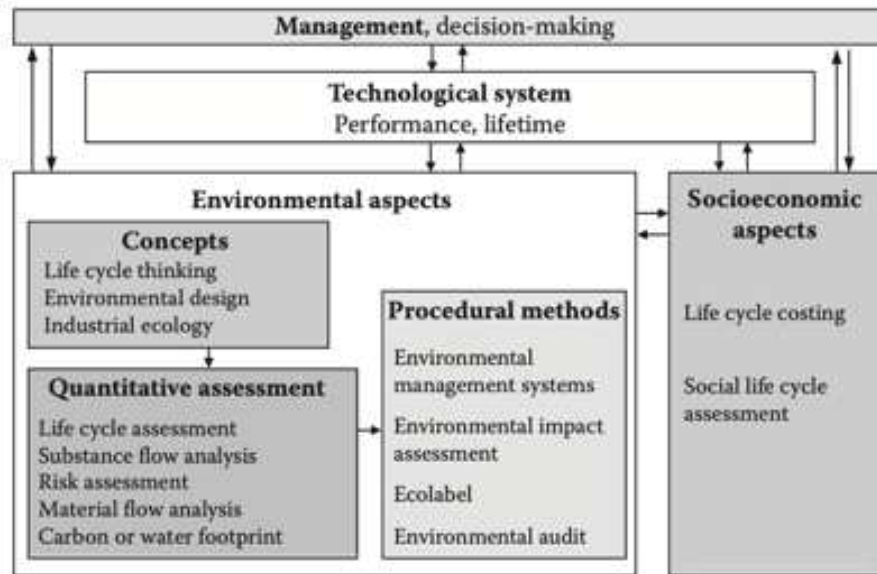 Management, decision-making
Technological system
Performance, lifetime
Environmental aspects
Concepts
Life cycle thinking
Environmental design
Industrial ecology
Quantitative assessment
Life cycle assessment
Substance flow analysis
Risk assessment
Material flow analysis
Carbon or water footprint
Procedural methods
Environmental
management systems
Environmental impact
assessment
Ecolabel
Environmental audit
Socioeconomic
aspects
Life cycle costing
Social life cycle
assessment